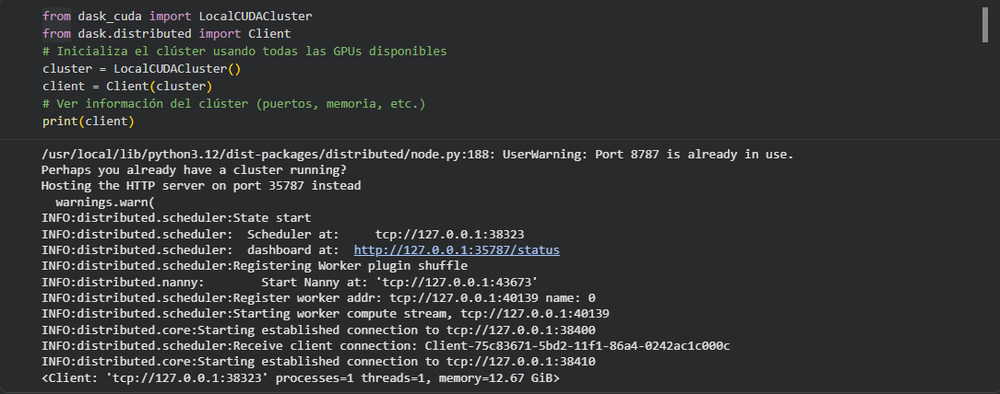 from dask_cuda import LocalCUDACluster
from dask.distributed import Client
# Inicializa el clúster usando todas las GPUs disponibles
cluster = LocalCUDACluster()
client = Client(cluster)
# Ver información del clúster (puertos, memoria, etc.)
print(client)
/usr/local/lib/python3.12/dist-packages/distributed/node.py:188: UserWarning: Port 8787 is already in use.
Perhaps you already have a cluster running?
Hosting the HTTP server on port 35787 instead
  warnings.warn(
INFO:distributed.scheduler:State start
INFO:distributed.scheduler:  Scheduler at:     tcp://127.0.0.1:38323
INFO:distributed.scheduler:  dashboard at:  http://127.0.0.1:35787/status
INFO:distributed.scheduler:Registering Worker plugin shuffle
INFO:distributed.nanny:        Start Nanny at: 'tcp://127.0.0.1:43673'
INFO:distributed.scheduler:Register worker addr: tcp://127.0.0.1:40139 name: 0
INFO:distributed.scheduler:Starting worker compute stream, tcp://127.0.0.1:40139
INFO:distributed.core:Starting established connection to tcp://127.0.0.1:38400
INFO:distributed.scheduler:Receive client connection: Client-75c83671-5bd2-11f1-86a4-0242ac1c000c
INFO:distributed.core:Starting established connection to tcp://127.0.0.1:38410
<Client: 'tcp://127.0.0.1:38323' processes=1 threads=1, memory=12.67 GiB>